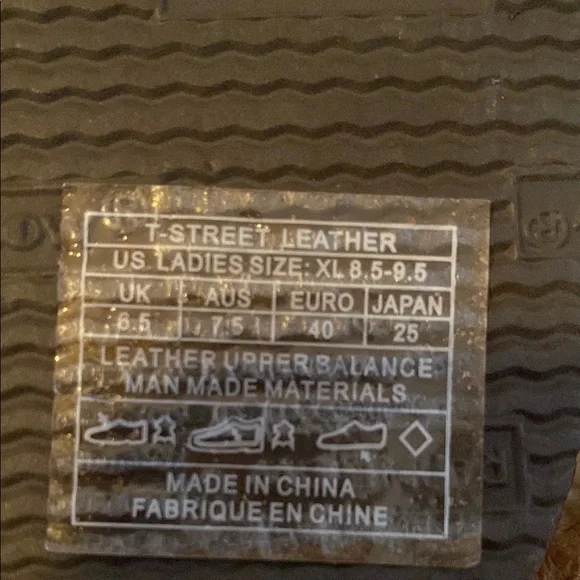 T-STREET LEATHER
US LADIES SIZE: XL 8.5-9.5
UK AUS EURO JAPAN
6.5 7.5 40 25
LEATHER UPPER BALANCE
MAN MADE MATERIALS
MADE IN CHINA
FABRIQUE EN CHINE